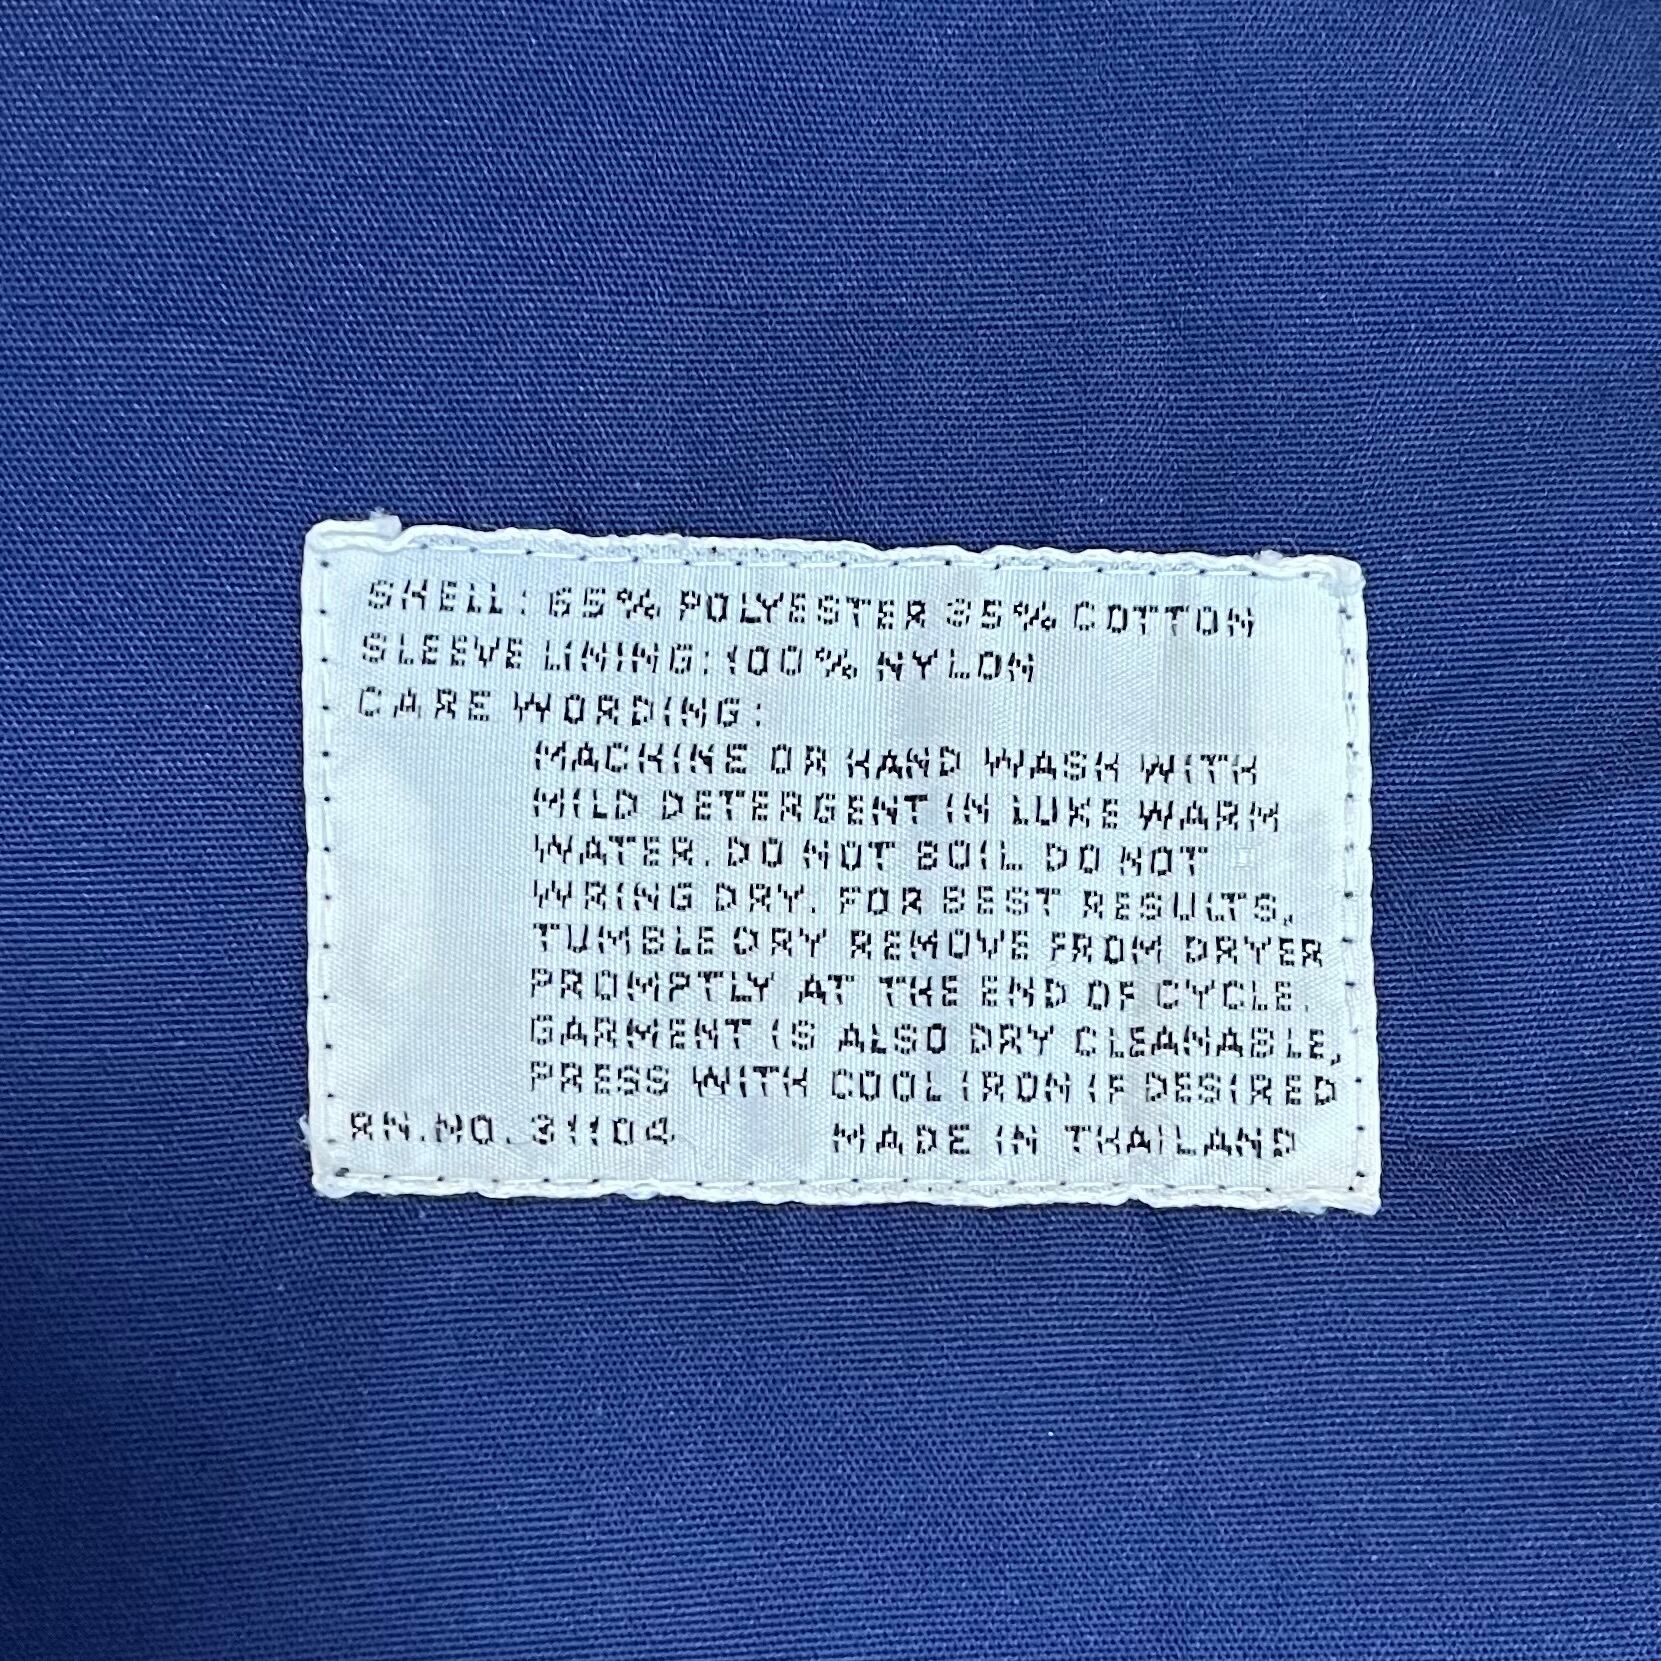 SHELL: 65% POLYESTER 35% COTTON
SLEEVE LINING: 100% NYLON
CARE WORDING:
MACHINE OR HAND WASH WITH
MILD DETERGENT IN LUKE WARM
WATER. DO NOT BOIL DO NOT
WRING DRY. FOR BEST RESULTS,
TUMBLE DRY REMOVE FROM DRYER
PROMPTLY AT THE END OF CYCLE.
GARMENT IS ALSO DRY CLEANABLE,
PRESS WITH COOL IRON IF DESIRED
RN.NO. 31104 MADE IN THAILAND